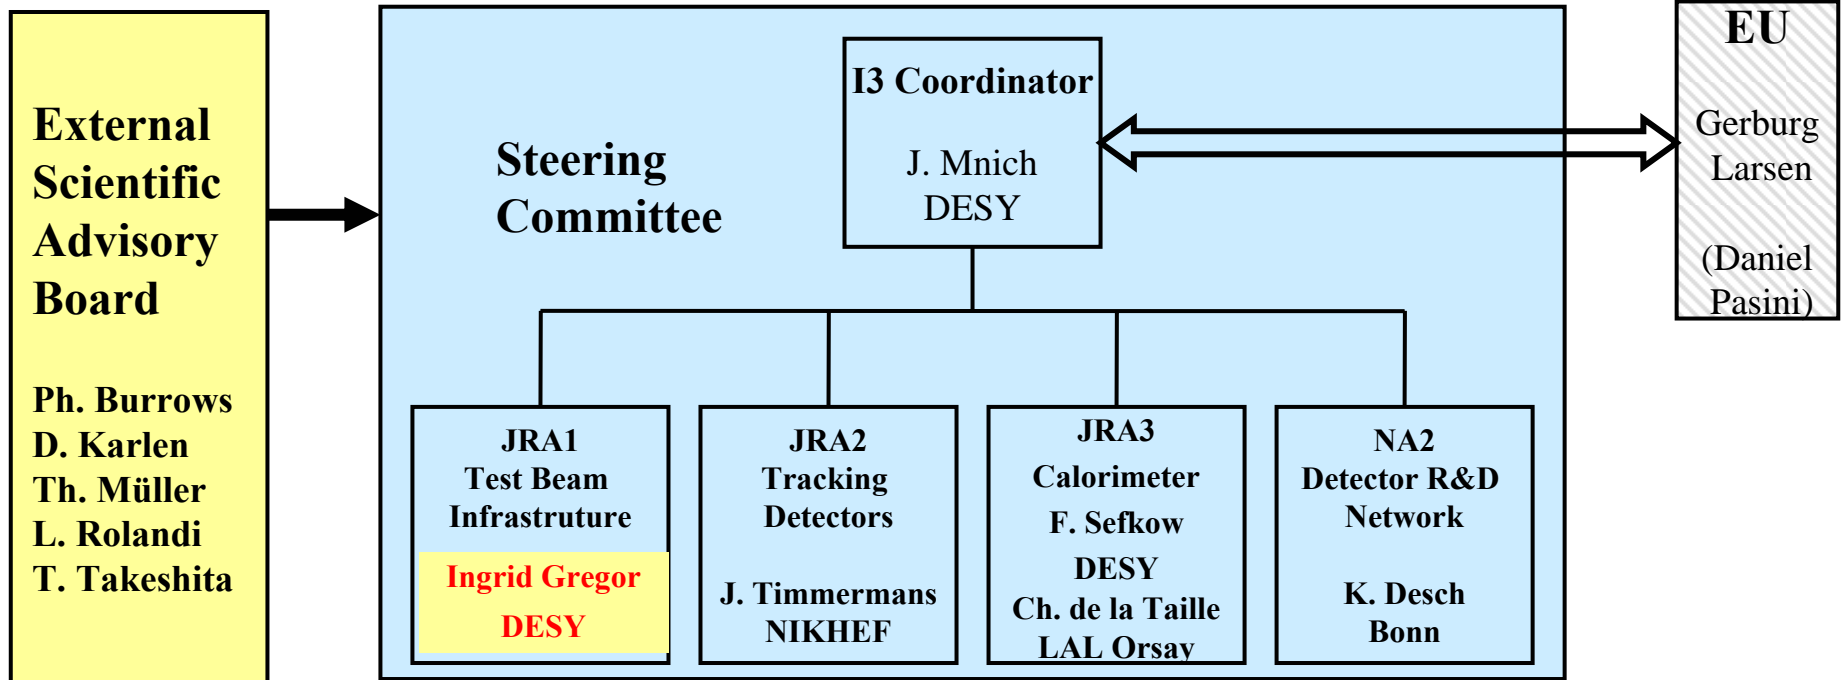 External
Scientific
Advisory
Board
Ph. Burrows
D. Karlen
Th. Müller
L. Rolandi
T. Takeshita
Steering
Committee
I3 Coordinator
J. Mnich
DESY
EU
Gerburg
Larsen
(Daniel
Pasini)
JRA1
Test Beam
Infrastruture
Ingrid Gregor
DESY
JRA2
Tracking
Detectors
J. Timmermans
NIKHEF
JRA3
Calorimeter
F. Sefkow
DESY
Ch. de la Taille
LAL Orsay
NA2
Detector R&D
Network
K. Desch
Bonn